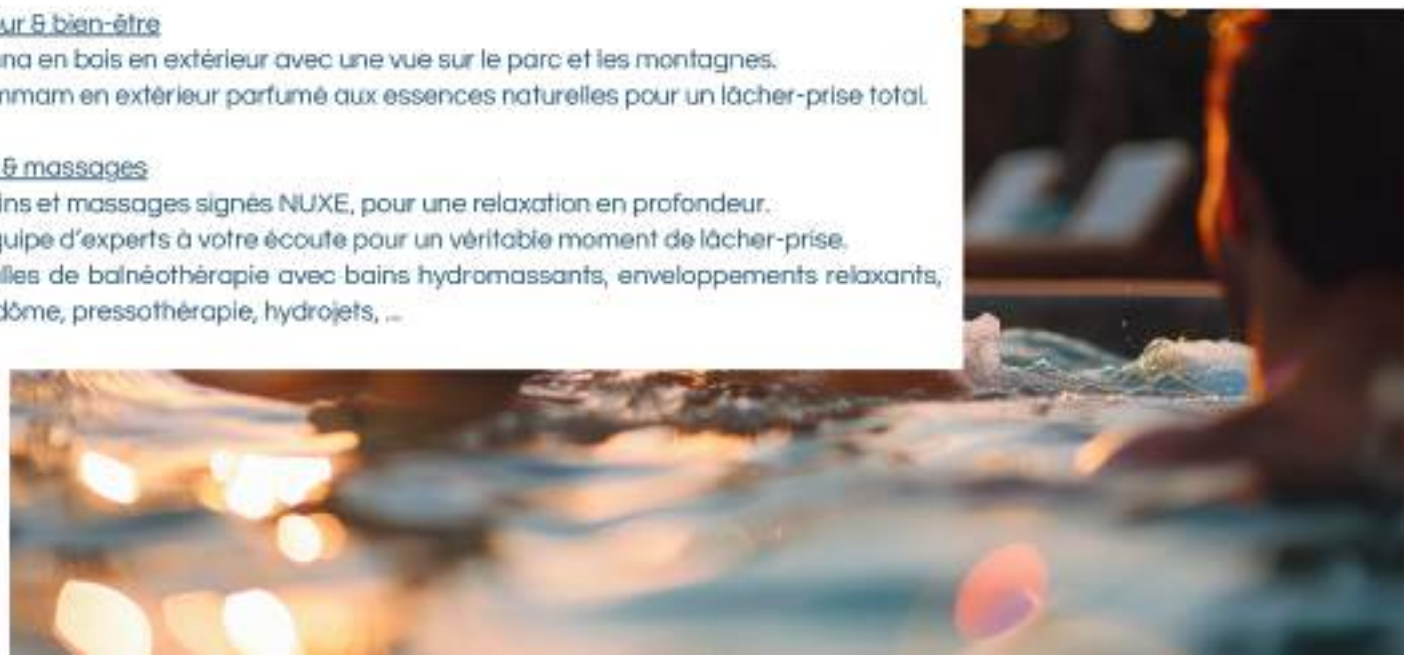 ur & bien-être
na en bois en extérieur avec une vue sur le parc et les montagnes.
mmam en extérieur parfumé aux essences naturelles pour un lâcher-prise total.
& massages
ins et massages signés NUXE, pour une relaxation en profondeur.
quipe d'experts à votre écoute pour un véritable moment de lâcher-prise.
lles de balnéothérapie avec bains hydromassants, enveloppements relaxants,
dôme, pressothérapie, hydrojets, ...